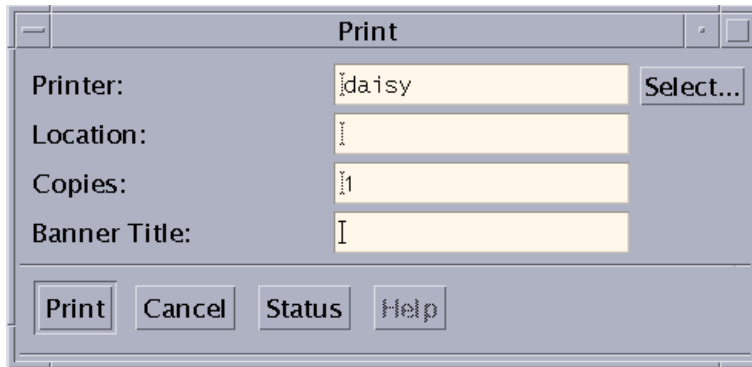 Print
Printer: daisy Select...
Location:
Copies: 1
Banner Title:
Print Cancel Status Help